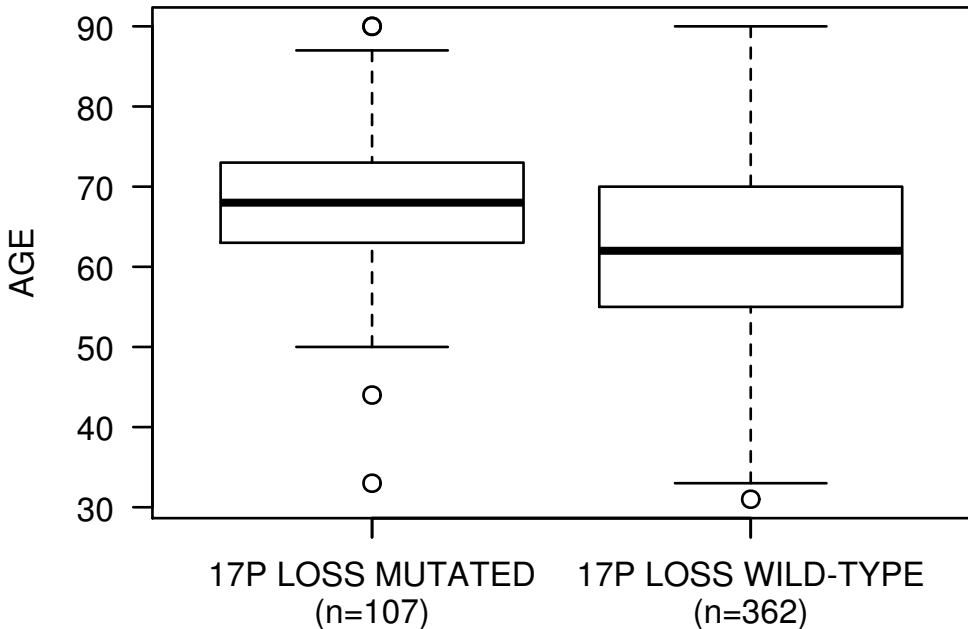 AGE
90
80
70
60
50
40
30
17P LOSS MUTATED
(n=107)
17P LOSS WILD-TYPE
(n=362)